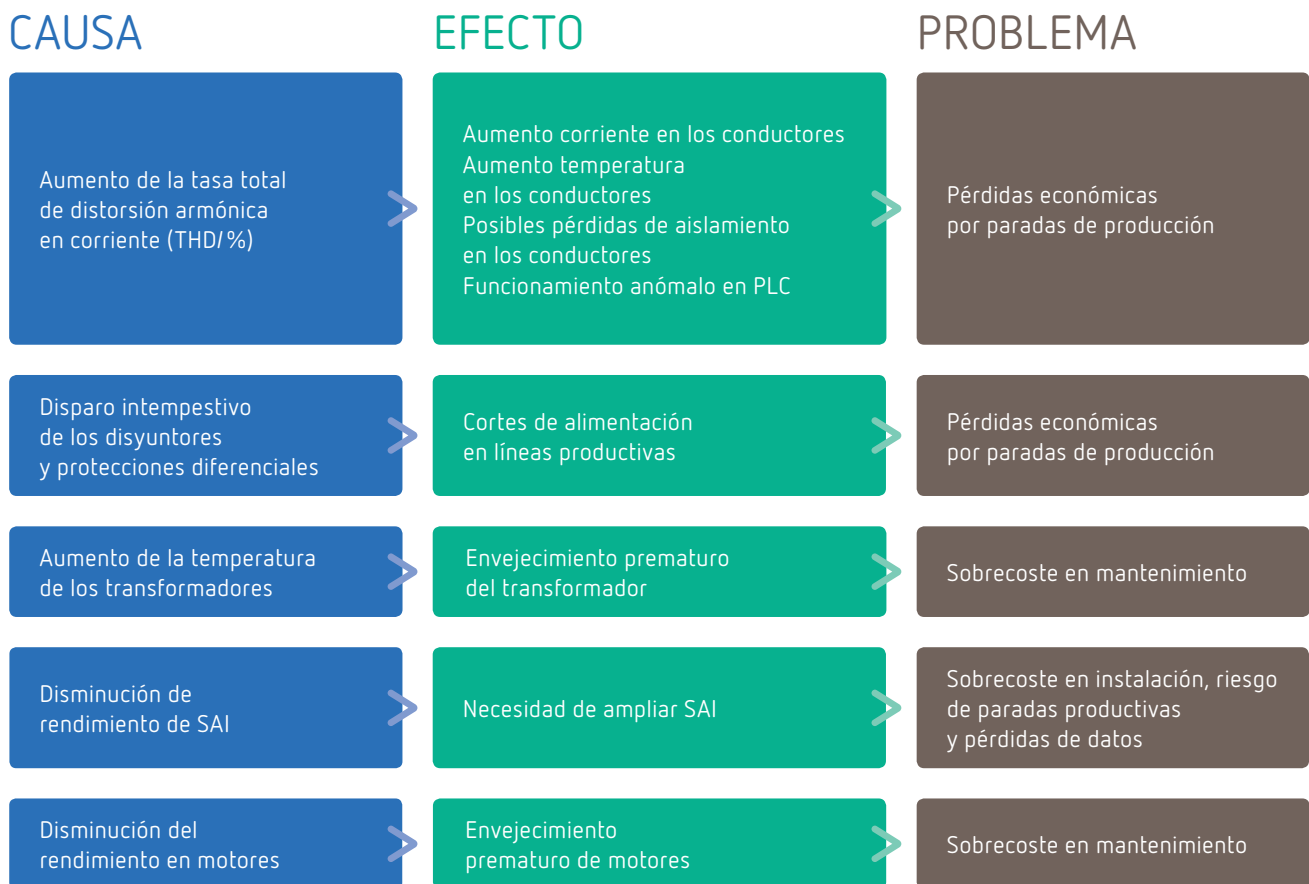 CAUSA
EFECTO
PROBLEMA
Aumento de la tasa total
de distorsión armónica
en corriente (THDI%)
Aumento corriente en los conductores
Aumento temperatura
en los conductores
Posibles pérdidas de aislamiento
en los conductores
Funcionamiento anómalo en PLC
Pérdidas económicas
por paradas de producción
Disparo intempestivo
de los disyuntores
y protecciones diferenciales
Cortes de alimentación
en líneas productivas
Pérdidas económicas
por paradas de producción
Aumento de la temperatura
de los transformadores
Envejecimiento prematuro
del transformador
Sobrecoste en mantenimiento
Disminución de
rendimiento de SAI
Necesidad de ampliar SAI
Sobrecoste en instalación, riesgo
de paradas productivas
y pérdidas de datos
Disminución del
rendimiento en motores
Envejecimiento
prematuro de motores
Sobrecoste en mantenimiento